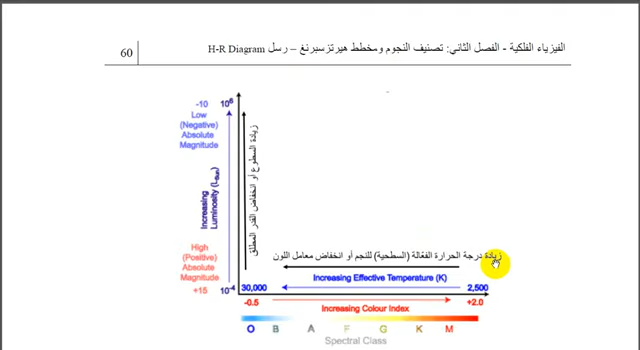 الفيزياء الفلكية - الفصل الثاني: تصنيف النجوم ومخطط هيرتزسبرنغ – رسل H-R Diagram
60
-10 10⁶
Low
(Negative)
Absolute
Magnitude
Increasing
Luminosity (LSun)
زيادة السطوع أو انخفاض القدر المطلق
High
(Positive)
Absolute
Magnitude
+15 10⁻⁴
زيادة درجة الحرارة الفعّالة (السطحية) للنجم أو انخفاض معامل اللون
Increasing Effective Temperature (K)
30,000 2,500
-0.5 +2.0
Increasing Colour Index
O B A F G K M
Spectral Class